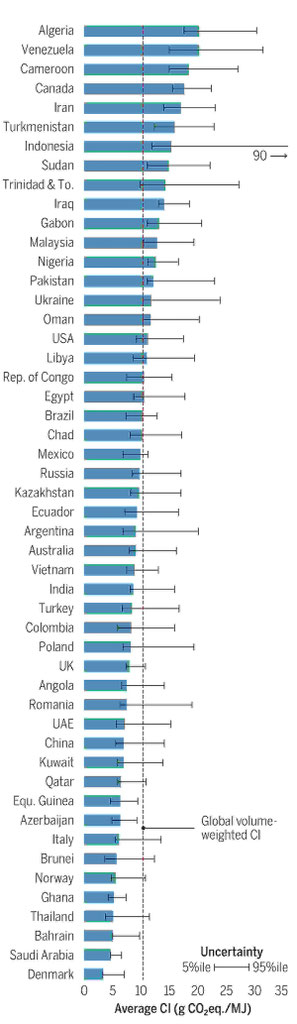 Algeria
Venezuela
Cameroon
Canada
Iran
Turkmenistan
Indonesia
90 →
Sudan
Trinidad & To.
Iraq
Gabon
Malaysia
Nigeria
Pakistan
Ukraine
Oman
USA
Libya
Rep. of Congo
Egypt
Brazil
Chad
Mexico
Russia
Kazakhstan
Ecuador
Argentina
Australia
Vietnam
India
Turkey
Colombia
Poland
UK
Angola
Romania
UAE
China
Kuwait
Qatar
Equ. Guinea
Azerbaijan
Global volume-
weighted CI
Italy
Brunei
Norway
Ghana
Thailand
Bahrain
Saudi Arabia
Denmark
Uncertainty
5%ile 95%ile
0 5 10 15 20 25 30 35
Average CI (g CO₂eq./MJ)